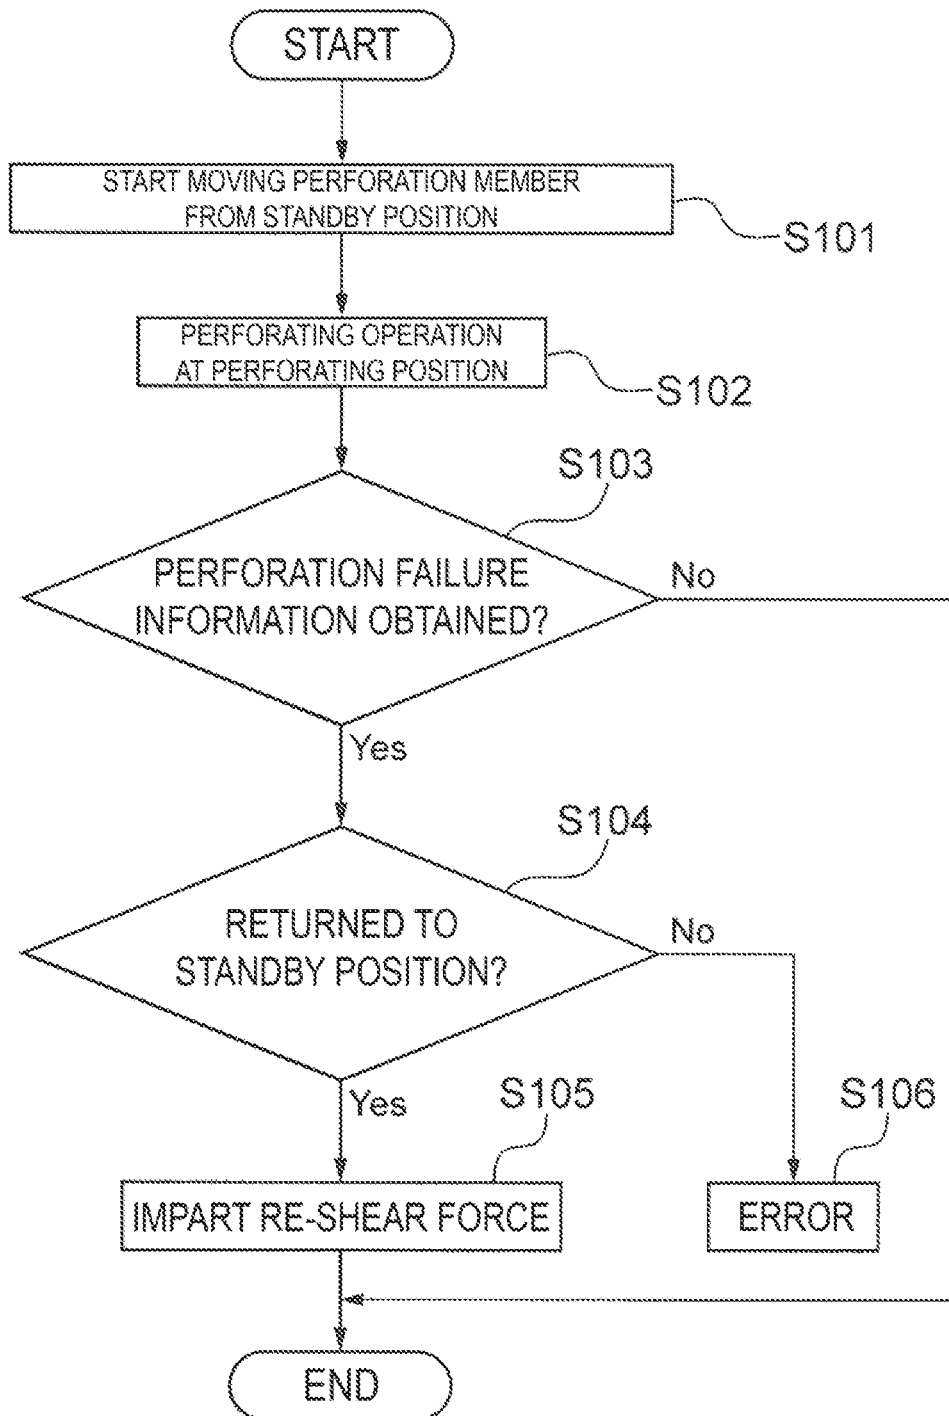 START
START MOVING PERFORATION MEMBER
FROM STANDBY POSITION
S101
PERFORATING OPERATION
AT PERFORATING POSITION
S102
S103
PERFORATION FAILURE
INFORMATION OBTAINED?
No
Yes
S104
RETURNED TO
STANDBY POSITION?
No
Yes
S105
S106
IMPART RE-SHEAR FORCE
ERROR
END